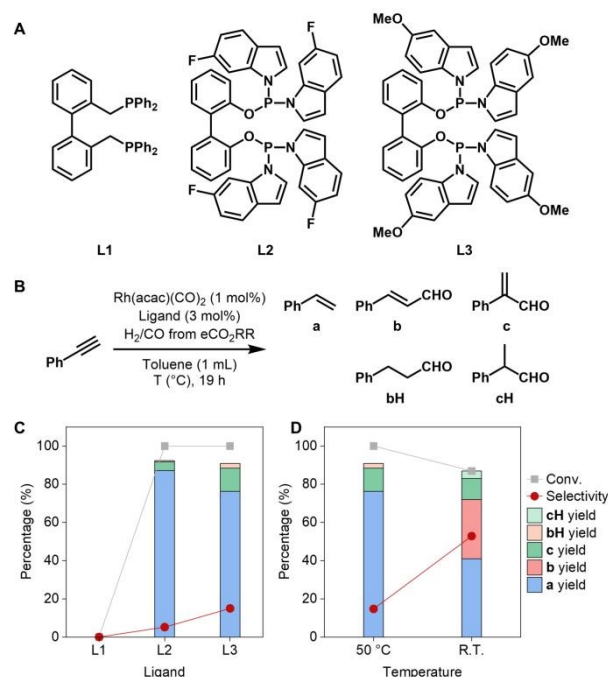 A
PPh₂
PPh₂
L1
F
F
N
N
O
P
O
P
N
N
F
F
L2
MeO
OMe
N
N
O
P
O
P
N
N
MeO
OMe
L3
B
Ph
Rh(acac)(CO)₂ (1 mol%)
Ligand (3 mol%)
H₂/CO from eCO₂RR
Toluene (1 mL)
T (°C), 19 h
Ph
a
Ph CHO
b
Ph CHO
c
Ph CHO
bH
Ph CHO
cH
C
Percentage (%)
100
80
60
40
20
0
L1 L2 L3
Ligand
D
Percentage (%)
100
80
60
40
20
0
50 °C R.T.
Temperature
Conv.
Selectivity
cH yield
bH yield
c yield
b yield
a yield